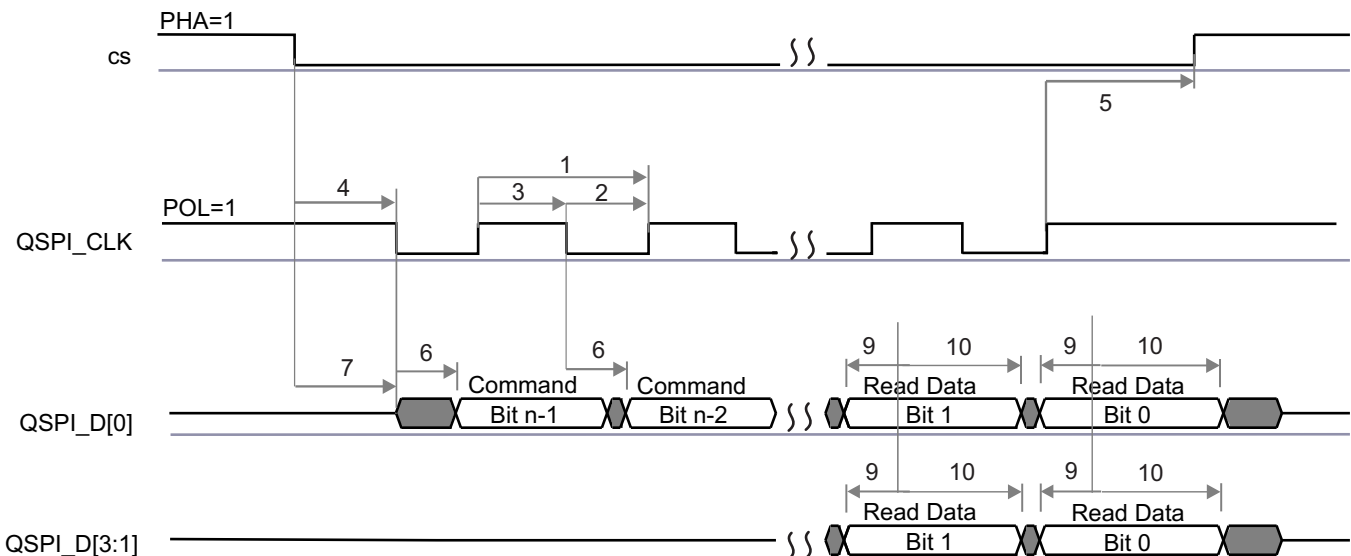 PHA=1
cs
5
1
4
3
2
POL=1
QSPI_CLK
9
10
9
10
6
6
7
Command
Command
Read Data
Read Data
QSPI_D[0]
Bit n-1
Bit n-2
Bit 1
Bit 0
9
10
9
10
Read Data
Read Data
QSPI_D[3:1]
Bit 1
Bit 0